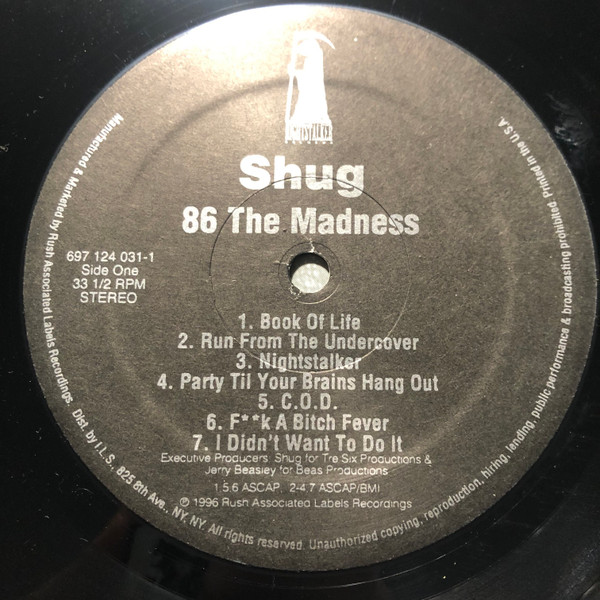 NIGHTSTALKER
RECORDS
Shug
86 The Madness
697 124 031-1
Side One
33 1/2 RPM
STEREO
1. Book Of Life
2. Run From The Undercover
3. Nightstalker
4. Party Til Your Brains Hang Out
5. C.O.D.
6. F**k A Bitch Fever
7. I Didn't Want To Do It
Executive Producers: Shug for Tre Six Productions &
Jerry Beasley for Beas Productions
1,5,6 ASCAP. 2-4,7 ASCAP/BMI
℗ © 1996 Rush Associated Labels Recordings
Manufactured & Marketed by Rush Associated Labels Recordings. Dist. by I.L.S., 825 8th Ave., NY, NY. All rights reserved. Unauthorized copying, reproduction, hiring, lending, public performance & broadcasting prohibited. Printed in the U.S.A.